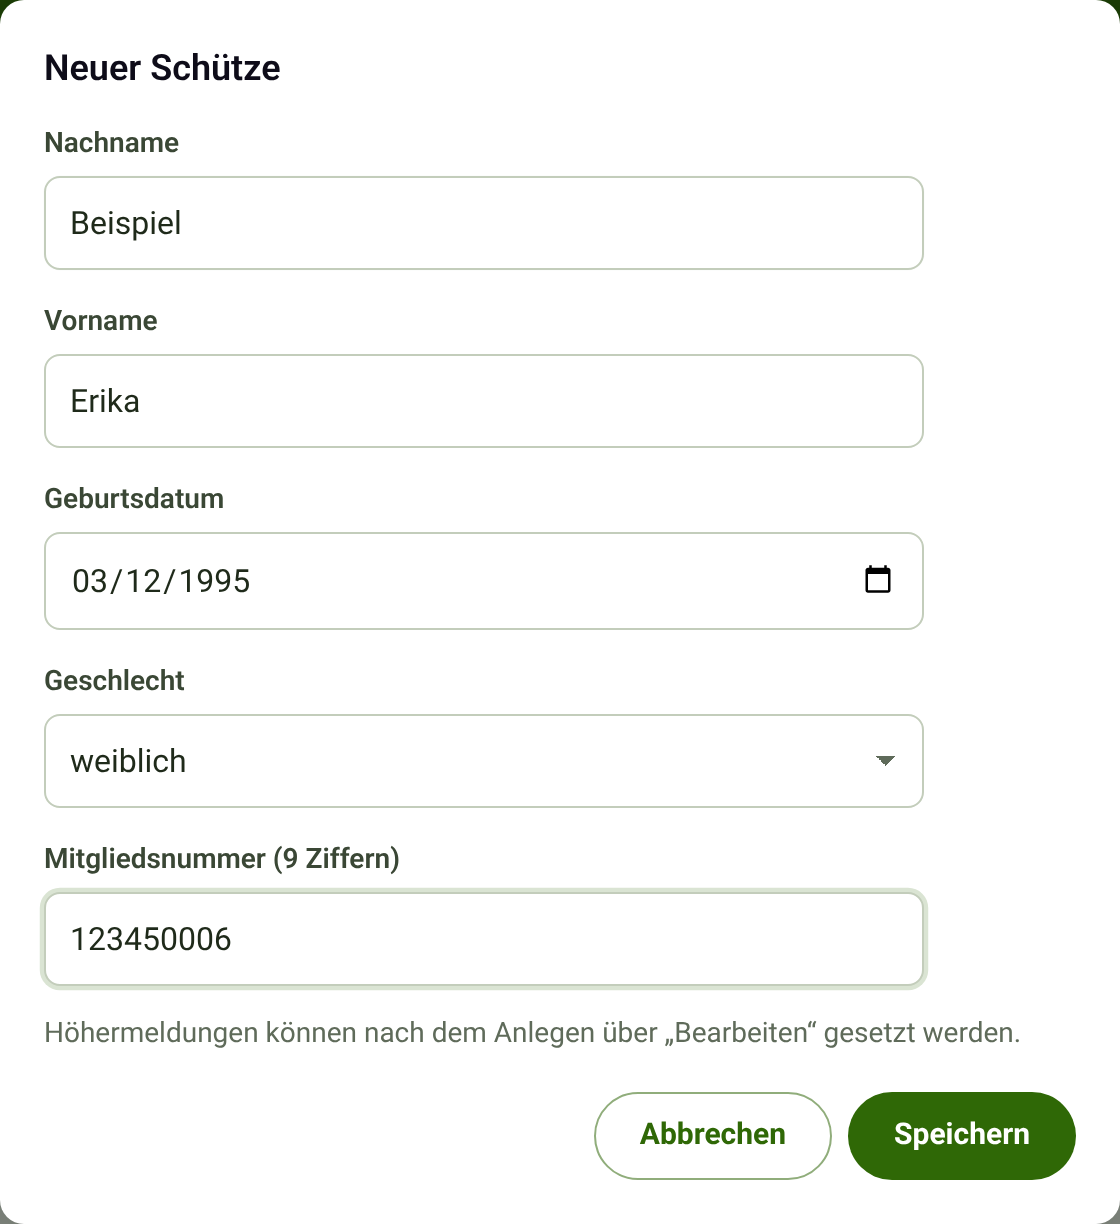 Neuer Schütze
Nachname
Beispiel
Vorname
Erika
Geburtsdatum
03/12/1995
Geschlecht
weiblich
Mitgliedsnummer (9 Ziffern)
123450006
Höhermeldungen können nach dem Anlegen über „Bearbeiten“ gesetzt werden.
Abbrechen
Speichern